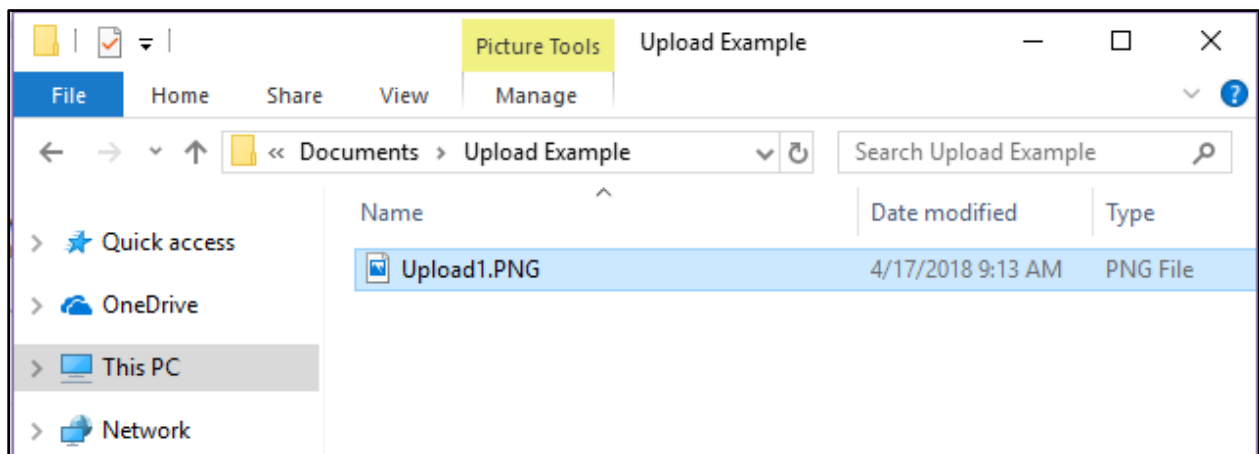 Picture Tools Upload Example
File Home Share View Manage
« Documents > Upload Example Search Upload Example
Name Date modified Type
Quick access
Upload1.PNG 4/17/2018 9:13 AM PNG File
OneDrive
This PC
Network